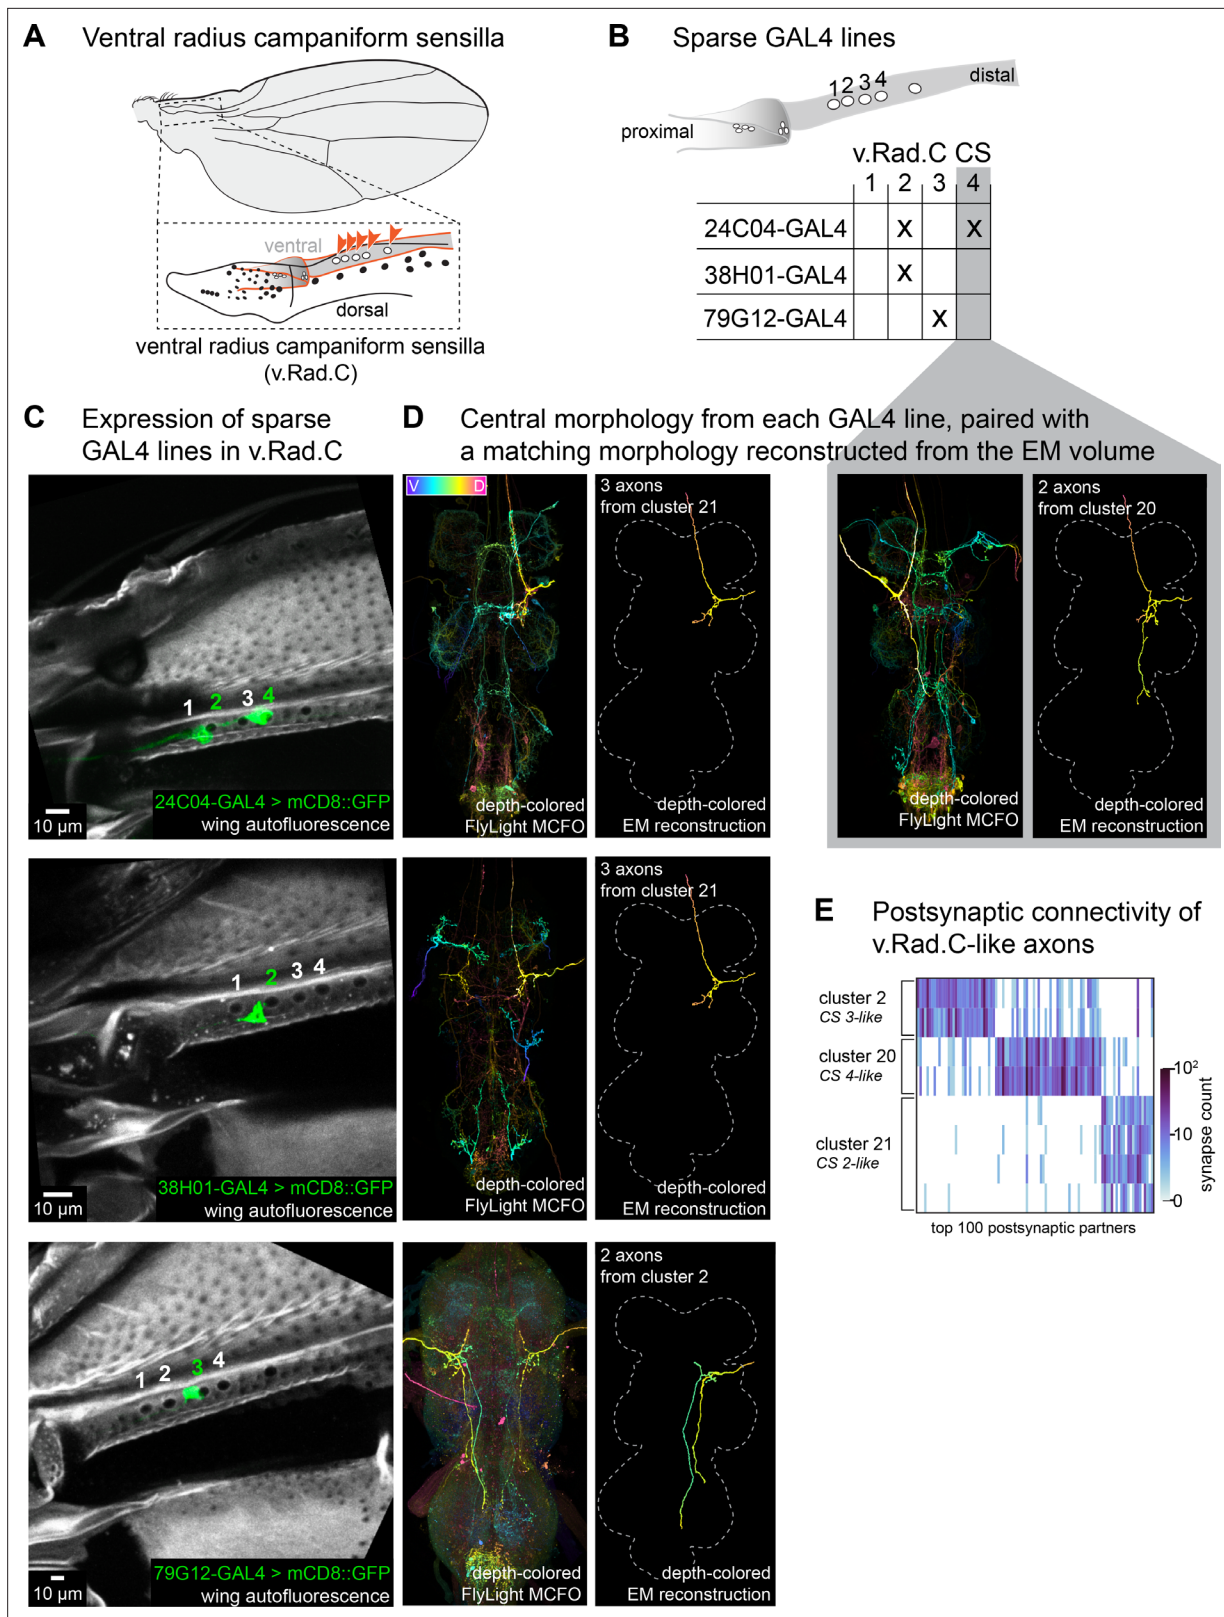 A Ventral radius campaniform sensilla
ventral
dorsal
ventral radius campaniform sensilla
(v.Rad.C)
B Sparse GAL4 lines
1 2 3 4
distal
proximal
v.Rad.C CS
1 2 3 4
24C04-GAL4 X X
38H01-GAL4 X
79G12-GAL4 X
C Expression of sparse
GAL4 lines in v.Rad.C
1 2 3 4
24C04-GAL4 > mCD8::GFP
10 µm wing autofluorescence
1 2 3 4
38H01-GAL4 > mCD8::GFP
10 µm wing autofluorescence
1 2 3 4
79G12-GAL4 > mCD8::GFP
10 µm wing autofluorescence
D Central morphology from each GAL4 line, paired with
a matching morphology reconstructed from the EM volume
V D
depth-colored
FlyLight MCFO
3 axons
from cluster 21
depth-colored
EM reconstruction
depth-colored
FlyLight MCFO
2 axons
from cluster 20
depth-colored
EM reconstruction
depth-colored
FlyLight MCFO
3 axons
from cluster 21
depth-colored
EM reconstruction
depth-colored
FlyLight MCFO
2 axons
from cluster 2
depth-colored
EM reconstruction
E Postsynaptic connectivity of
v.Rad.C-like axons
cluster 2
CS 3-like
cluster 20
CS 4-like
cluster 21
CS 2-like
top 100 postsynaptic partners
10²
10
0
synapse count